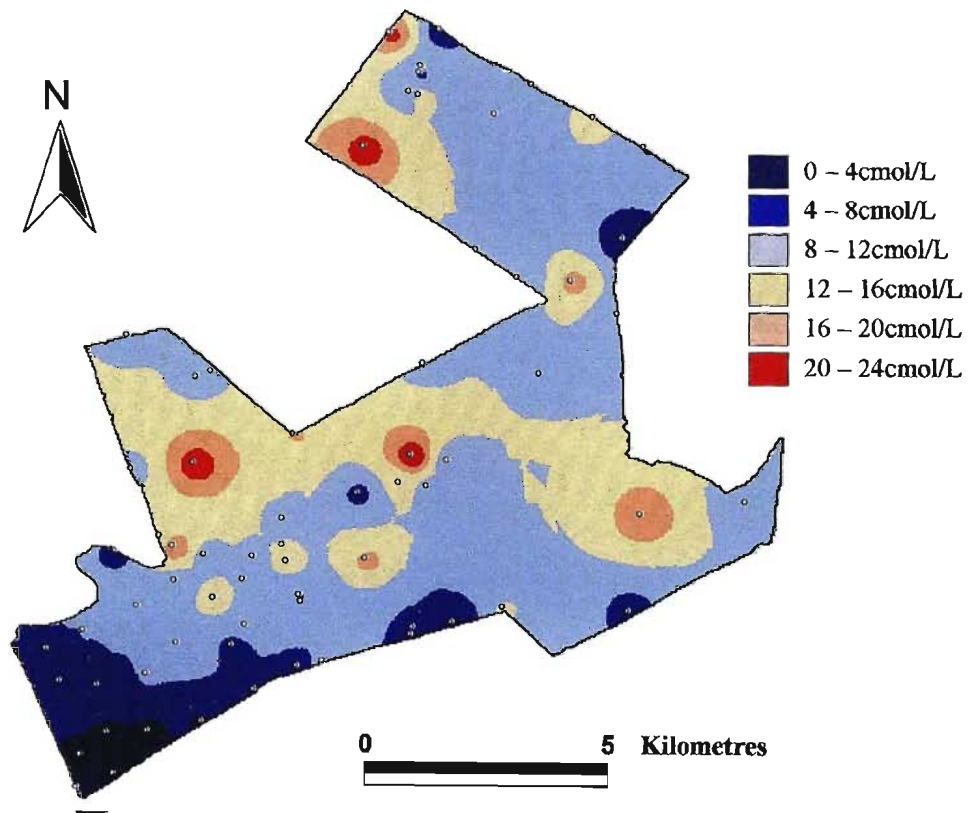 N
0 – 4cmol/L
4 – 8cmol/L
8 – 12cmol/L
12 – 16cmol/L
16 – 20cmol/L
20 – 24cmol/L
0 5 Kilometres